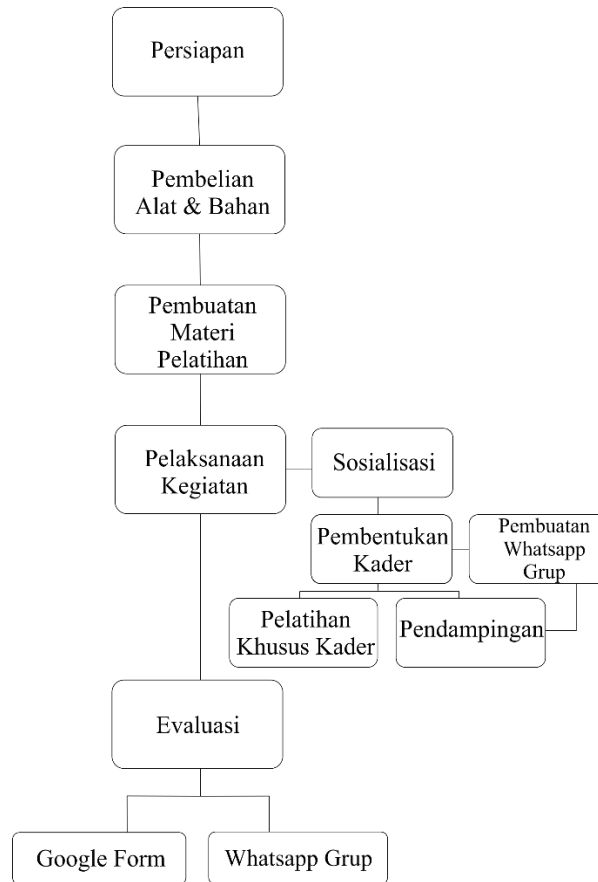 Persiapan
Pembelian
Alat & Bahan
Pembuatan
Materi
Pelatihan
Pelaksanaan
Kegiatan
Sosialisasi
Pembentukan
Kader
Pembuatan
Whatsapp
Grup
Pelatihan
Khusus Kader
Pendampingan
Evaluasi
Google Form
Whatsapp Grup